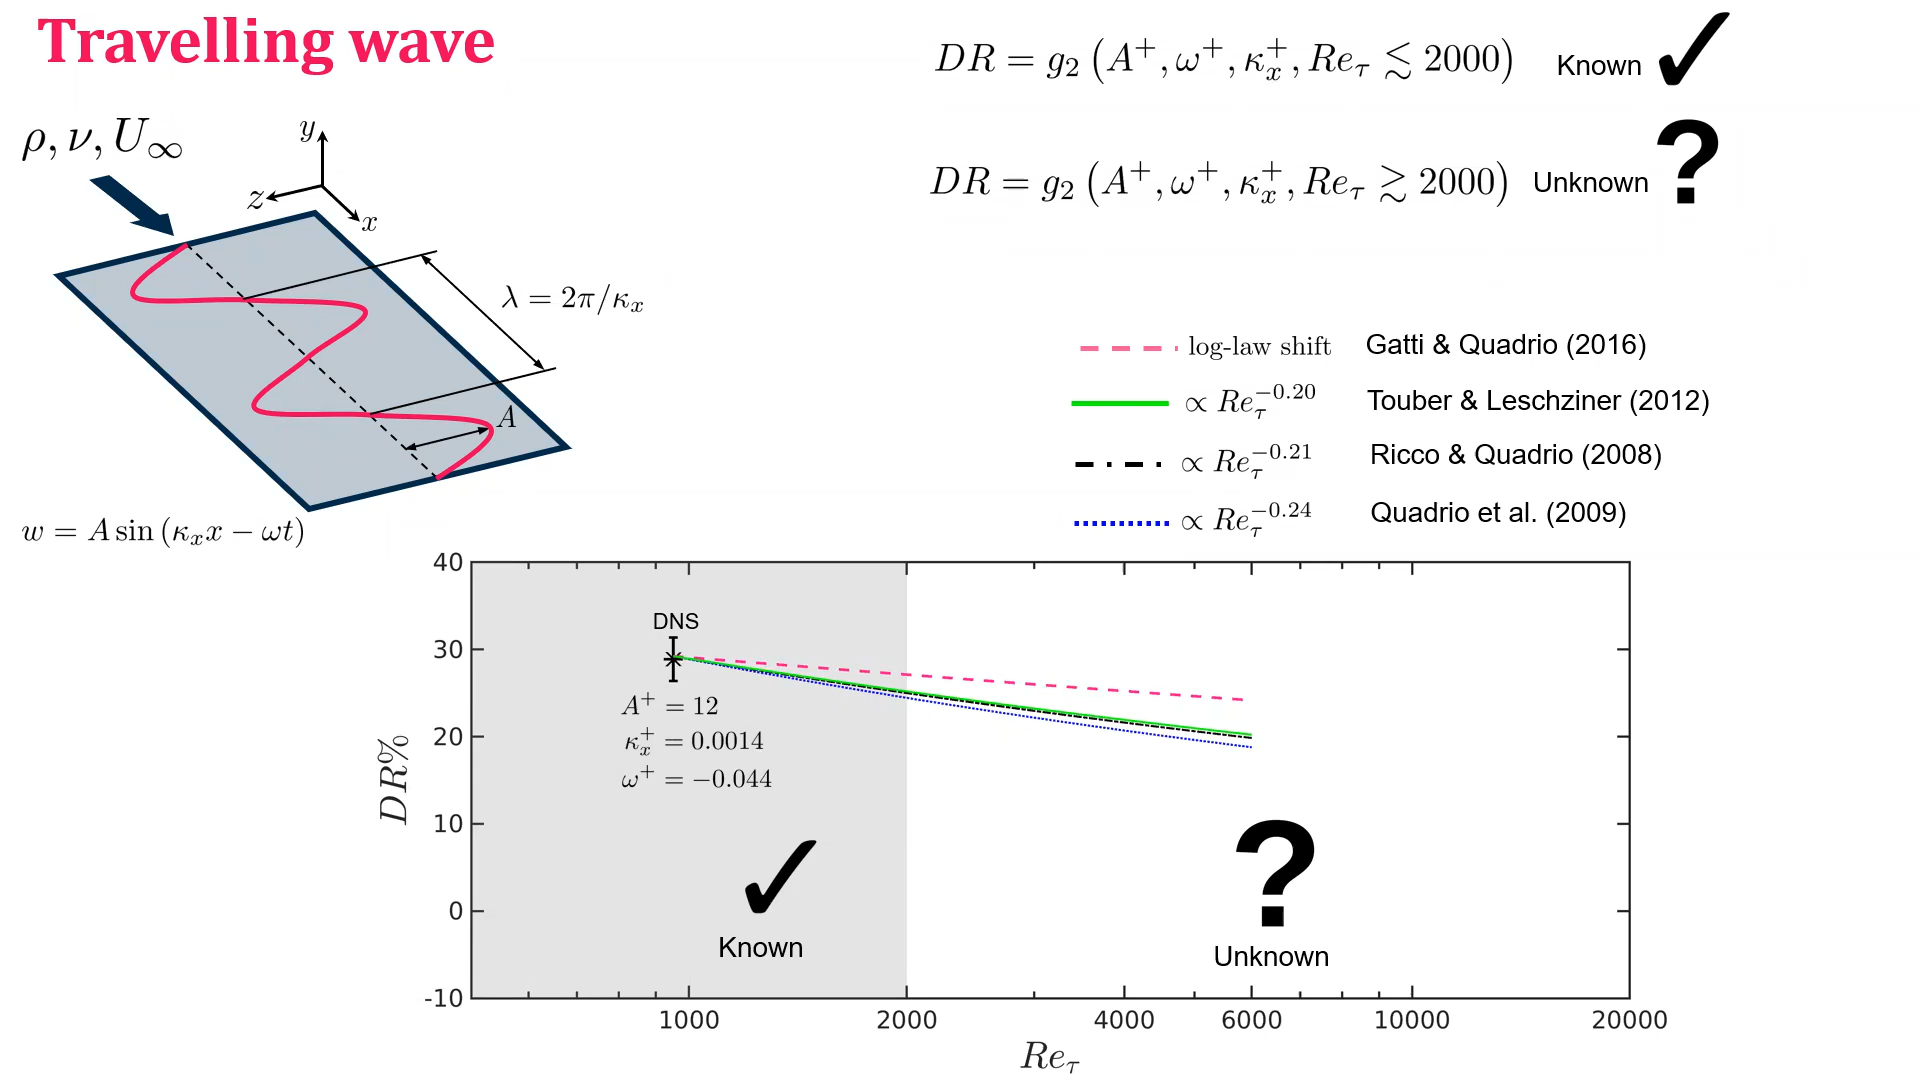 Travelling wave
ρ, ν, U∞
y
z
x
λ = 2π/κₓ
A
w = A sin (κₓx − ωt)
DR = g₂ (A⁺, ω⁺, κₓ⁺, Re_τ ≲ 2000) Known ✓
DR = g₂ (A⁺, ω⁺, κₓ⁺, Re_τ ≳ 2000) Unknown ?
log-law shift Gatti & Quadrio (2016)
∝ Re_τ^−0.20 Touber & Leschziner (2012)
∝ Re_τ^−0.21 Ricco & Quadrio (2008)
∝ Re_τ^−0.24 Quadrio et al. (2009)
40
30
20
10
0
-10
DR%
DNS
A⁺ = 12
κₓ⁺ = 0.0014
ω⁺ = −0.044
✓
Known
?
Unknown
1000 2000 4000 6000 10000 20000
Re_τ